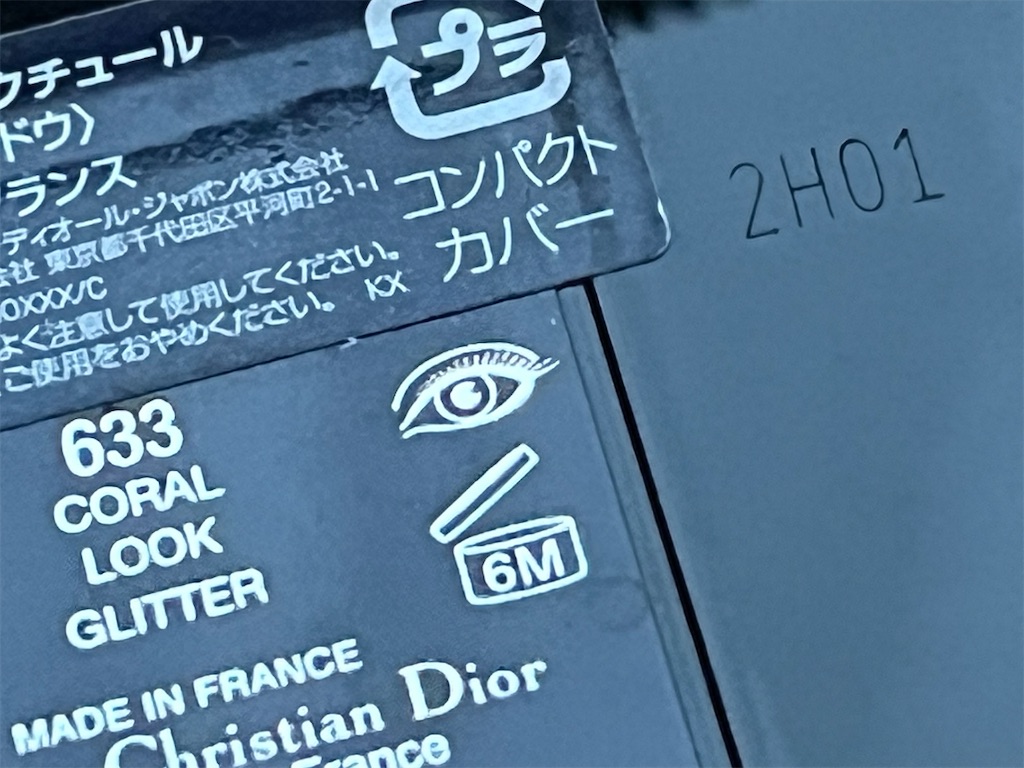 クチュール
ドウ〉
ランス
ディオール・ジャポン株式会社
会社 東京都千代田区平河町2-1-1
0XXX/C
よく注意して使用してください。
ご使用をおやめください。 KX
プラ
コンパクト
カバー
2H01
633
CORAL
LOOK
GLITTER
6M
MADE IN FRANCE
Christian Dior
France